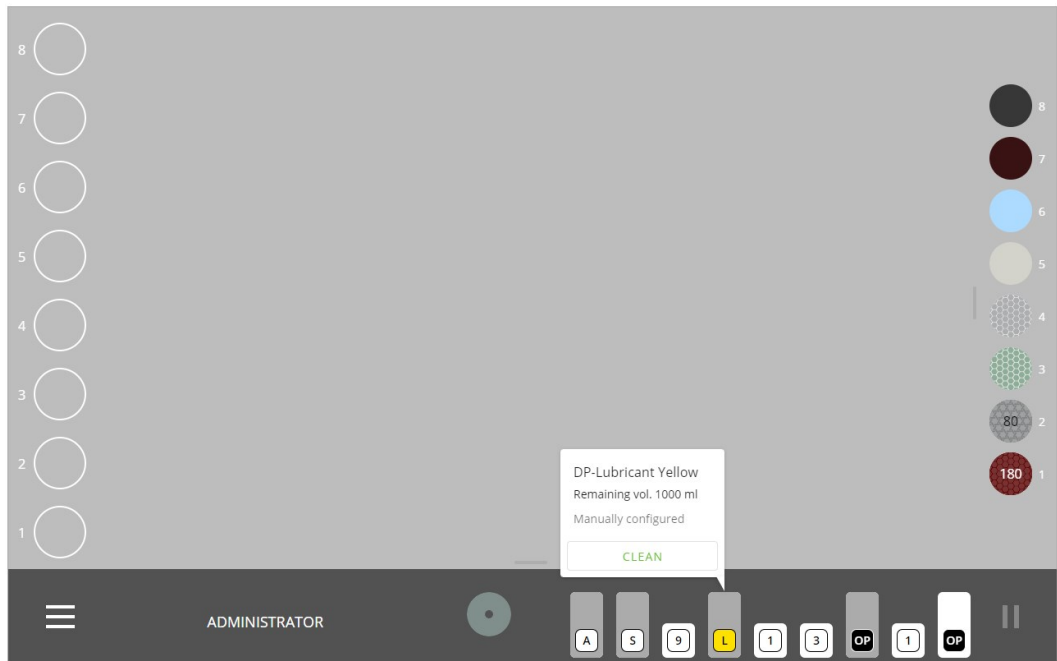 8
7
6
5
4
3
2
1
8
7
6
5
4
3
80 2
180 1
DP-Lubricant Yellow
Remaining vol. 1000 ml
Manually configured
CLEAN
ADMINISTRATOR
A S 9 L 1 3 OP 1 OP